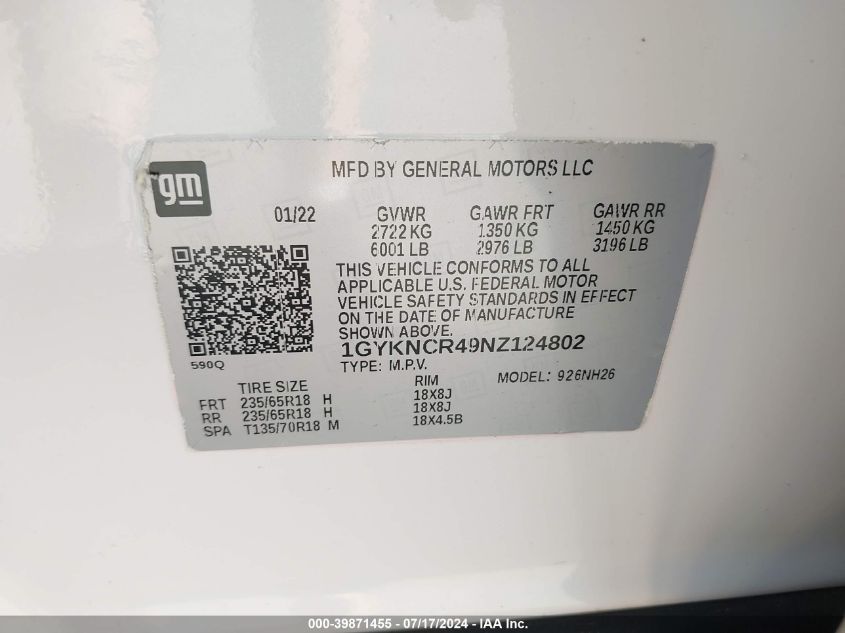 gm
MFD BY GENERAL MOTORS LLC
01/22 GVWR GAWR FRT GAWR RR
2722 KG 1350 KG 1450 KG
6001 LB 2976 LB 3196 LB
THIS VEHICLE CONFORMS TO ALL
APPLICABLE U.S. FEDERAL MOTOR
VEHICLE SAFETY STANDARDS IN EFFECT
ON THE DATE OF MANUFACTURE
SHOWN ABOVE.
1GYKNCR49NZ124802
590Q
TYPE: M.P.V. MODEL: 926NH26
TIRE SIZE RIM
FRT 235/65R18 H 18X8J
RR 235/65R18 H 18X8J
SPA T135/70R18 M 18X4.5B
000-39871455 - 07/17/2024 - IAA Inc.